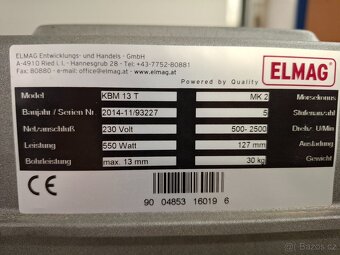 ELMAG Entwicklungs- und Handels - GmbH
A-4910 Ried i. I. - Hannesgrub 28 / Tel: +43-7752-80881
Fax: 80880 - e-mail: office@elmag.at / www.elmag.at
ELMAG
Powered by Quality
Model KBM 13 T MK 2 Morsekonus
Baujahr / Serien Nr. 2014-11/93227 5 Stufenanzahl
Netzanschluß 230 Volt 500- 2500 Dreh./ U/Min
Leistung 550 Watt 127 mm Ausladung
Bohrleistung max. 13 mm 30 kg Gewicht
CE
90 04853 16019 6
bazos.cz